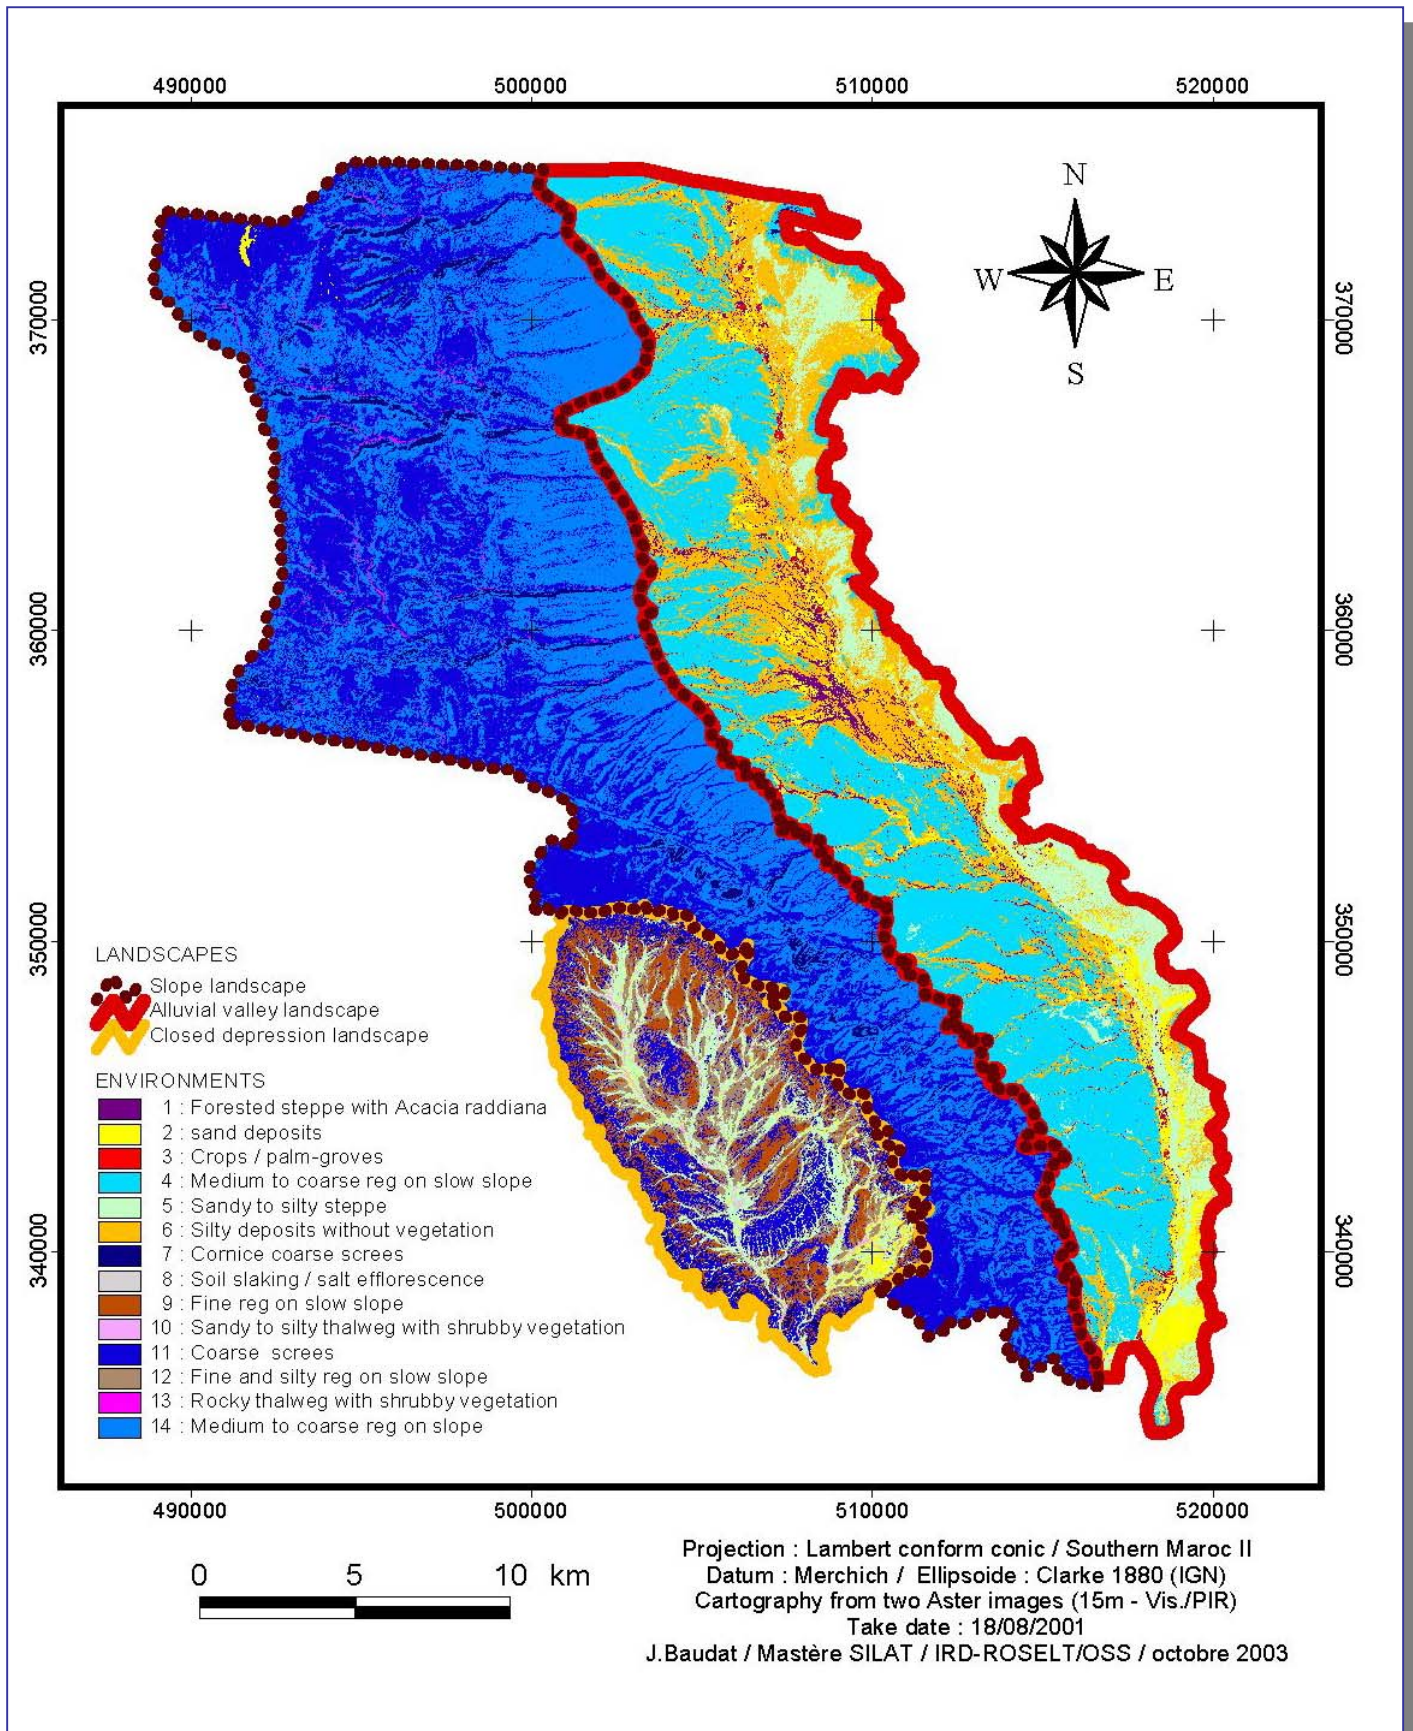 490000 500000 510000 520000
N
W E
S
370000 370000
360000 360000
350000 350000
340000 340000
LANDSCAPES
Slope landscape
Alluvial valley landscape
Closed depression landscape
ENVIRONMENTS
1 : Forested steppe with Acacia raddiana
2 : sand deposits
3 : Crops / palm-groves
4 : Medium to coarse reg on slow slope
5 : Sandy to silty steppe
6 : Silty deposits without vegetation
7 : Cornice coarse screes
8 : Soil slaking / salt efflorescence
9 : Fine reg on slow slope
10 : Sandy to silty thalweg with shrubby vegetation
11 : Coarse screes
12 : Fine and silty reg on slow slope
13 : Rocky thalweg with shrubby vegetation
14 : Medium to coarse reg on slope
490000 500000 510000 520000
0 5 10 km
Projection : Lambert conform conic / Southern Maroc II
Datum : Merchich / Ellipsoide : Clarke 1880 (IGN)
Cartography from two Aster images (15m - Vis./PIR)
Take date : 18/08/2001
J.Baudat / Mastère SILAT / IRD-ROSELT/OSS / octobre 2003